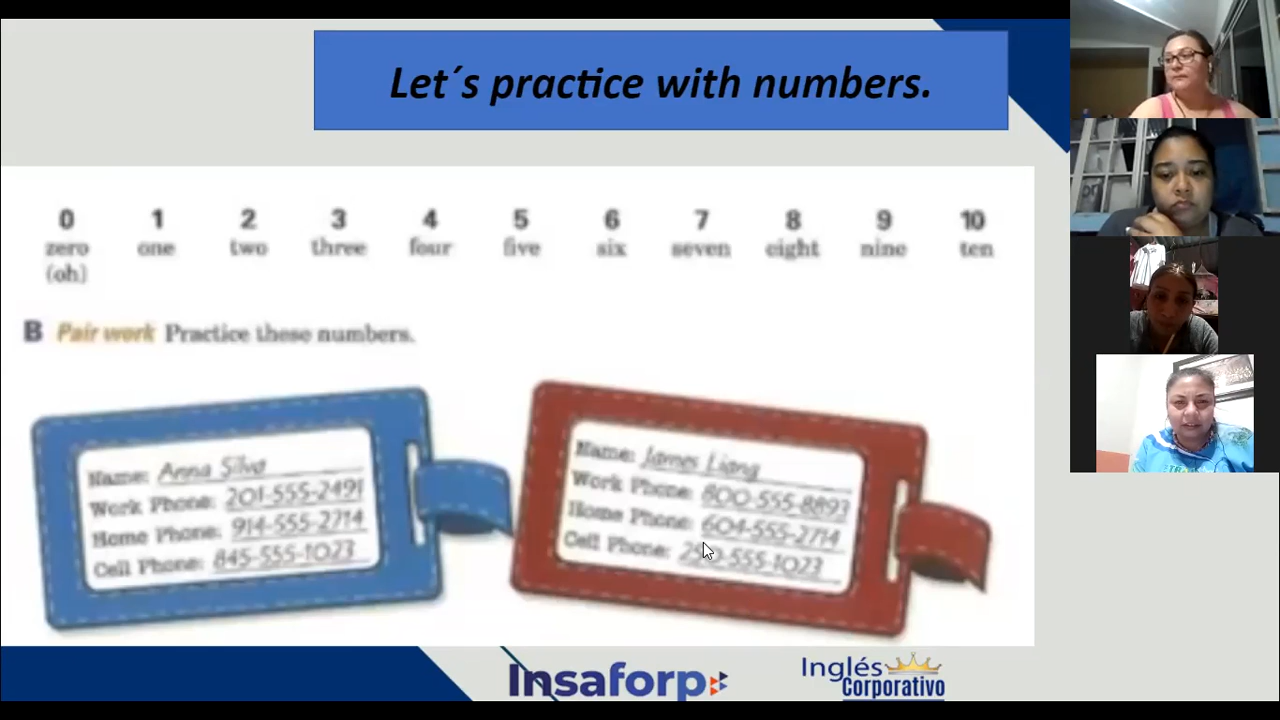 Let´s practice with numbers.
0 1 2 3 4 5 6 7 8 9 10
zero one two three four five six seven eight nine ten
(oh)
B Pair work Practice these numbers.
Name: Anna Silva
Work Phone: 201-555-2491
Home Phone: 914-555-2714
Cell Phone: 845-555-1023
Name: James Liang
Work Phone: 800-555-8893
Home Phone: 604-555-2714
Cell Phone: 250-555-1023
Insaforp
Inglés
Corporativo